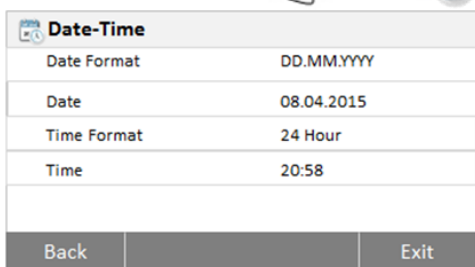 Date-Time
Date Format DD.MM.YYYY
Date 08.04.2015
Time Format 24 Hour
Time 20:58
Back Exit